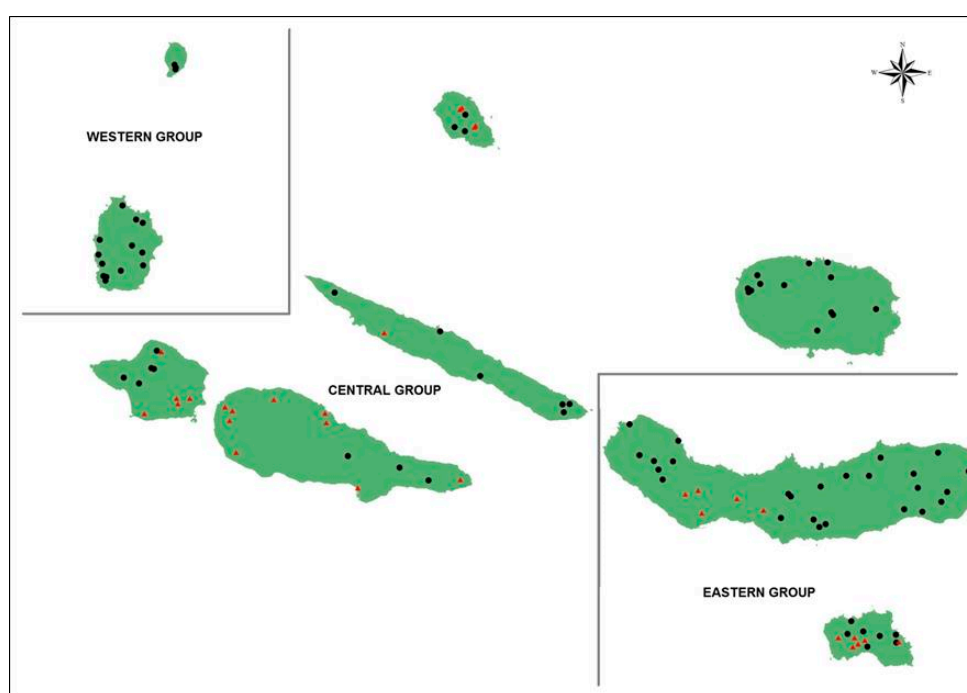 N
W E
S
WESTERN GROUP
CENTRAL GROUP
EASTERN GROUP